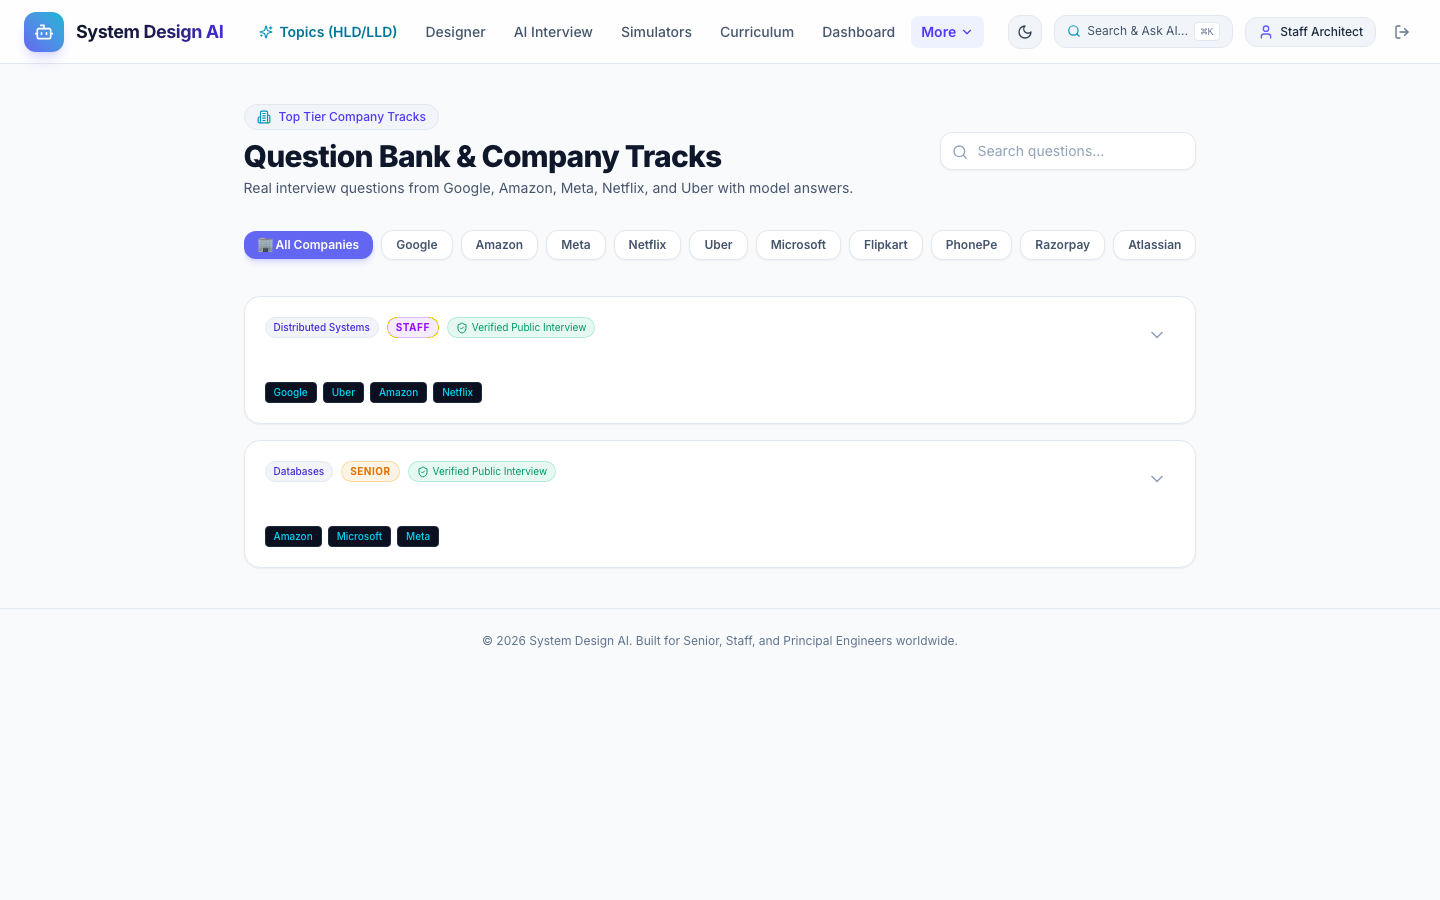 System Design AI
Topics (HLD/LLD)
Designer
AI Interview
Simulators
Curriculum
Dashboard
More
Search & Ask AI...
⌘K
Staff Architect
Top Tier Company Tracks
Question Bank & Company Tracks
Real interview questions from Google, Amazon, Meta, Netflix, and Uber with model answers.
Search questions...
All Companies
Google
Amazon
Meta
Netflix
Uber
Microsoft
Flipkart
PhonePe
Razorpay
Atlassian
Distributed Systems
STAFF
Verified Public Interview
Google
Uber
Amazon
Netflix
Databases
SENIOR
Verified Public Interview
Amazon
Microsoft
Meta
© 2026 System Design AI. Built for Senior, Staff, and Principal Engineers worldwide.